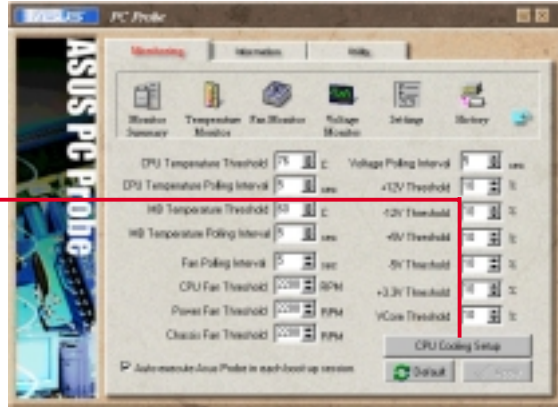 ASUS PC Probe
ASUS PC Probe
Monitoring Information Utility
Monitor Summary
Temperature Monitor
Fan Monitor
Voltage Monitor
Settings
History
CPU Temperature Threshold 75 C
CPU Temperature Polling Interval 5 sec
MB Temperature Threshold 60 C
MB Temperature Polling Interval 5 sec
Fan Polling Interval 5 sec
CPU Fan Threshold 2200 RPM
Power Fan Threshold 2200 RPM
Chassis Fan Threshold 2200 RPM
Voltage Polling Interval 5 sec
+12V Threshold 10 %
-12V Threshold 10 %
+5V Threshold 10 %
-5V Threshold 10 %
+3.3V Threshold 10 %
VCore Threshold 10 %
CPU Cooling Setup
Auto execute Asus Probe in each boot up session
Default